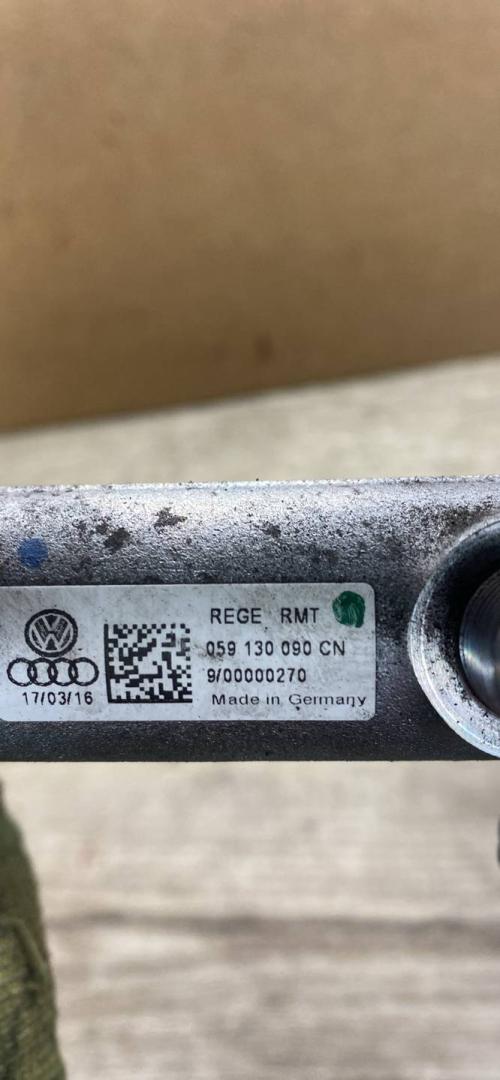 REGE RMT
059 130 090 CN
9/00000270
Made in Germany
17/03/16